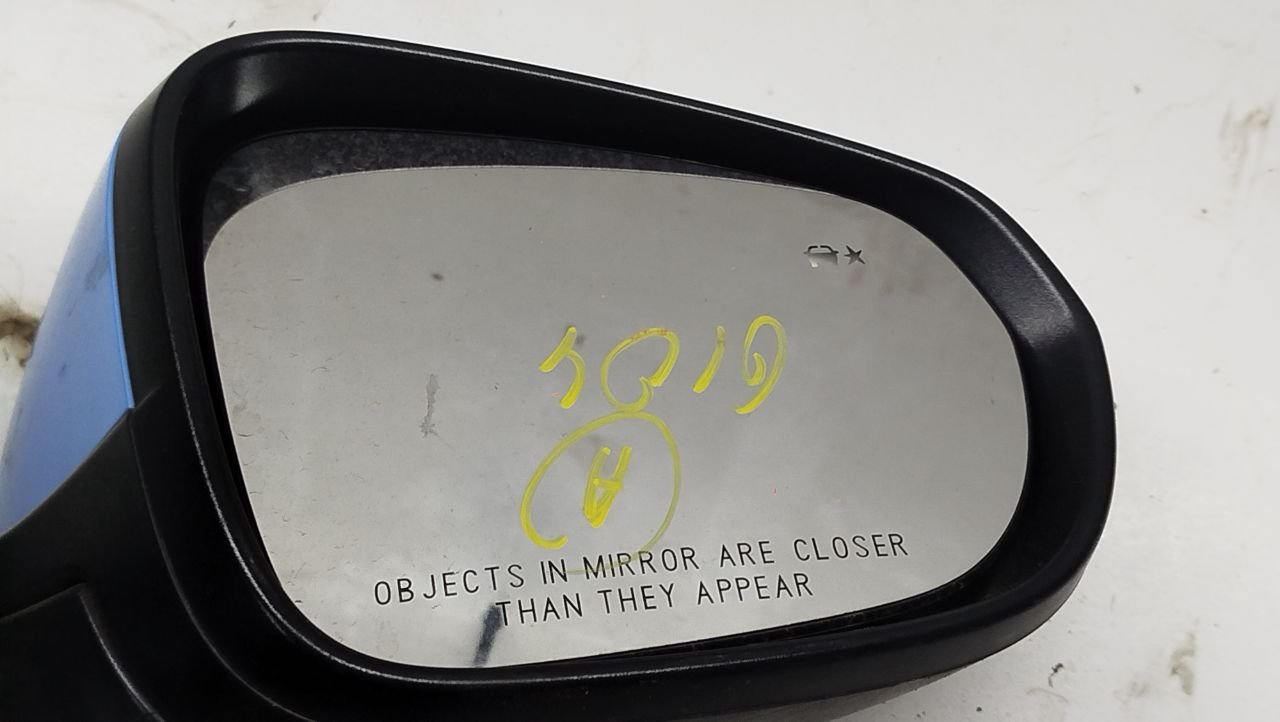 A
OBJECTS IN MIRROR ARE CLOSER
THAN THEY APPEAR